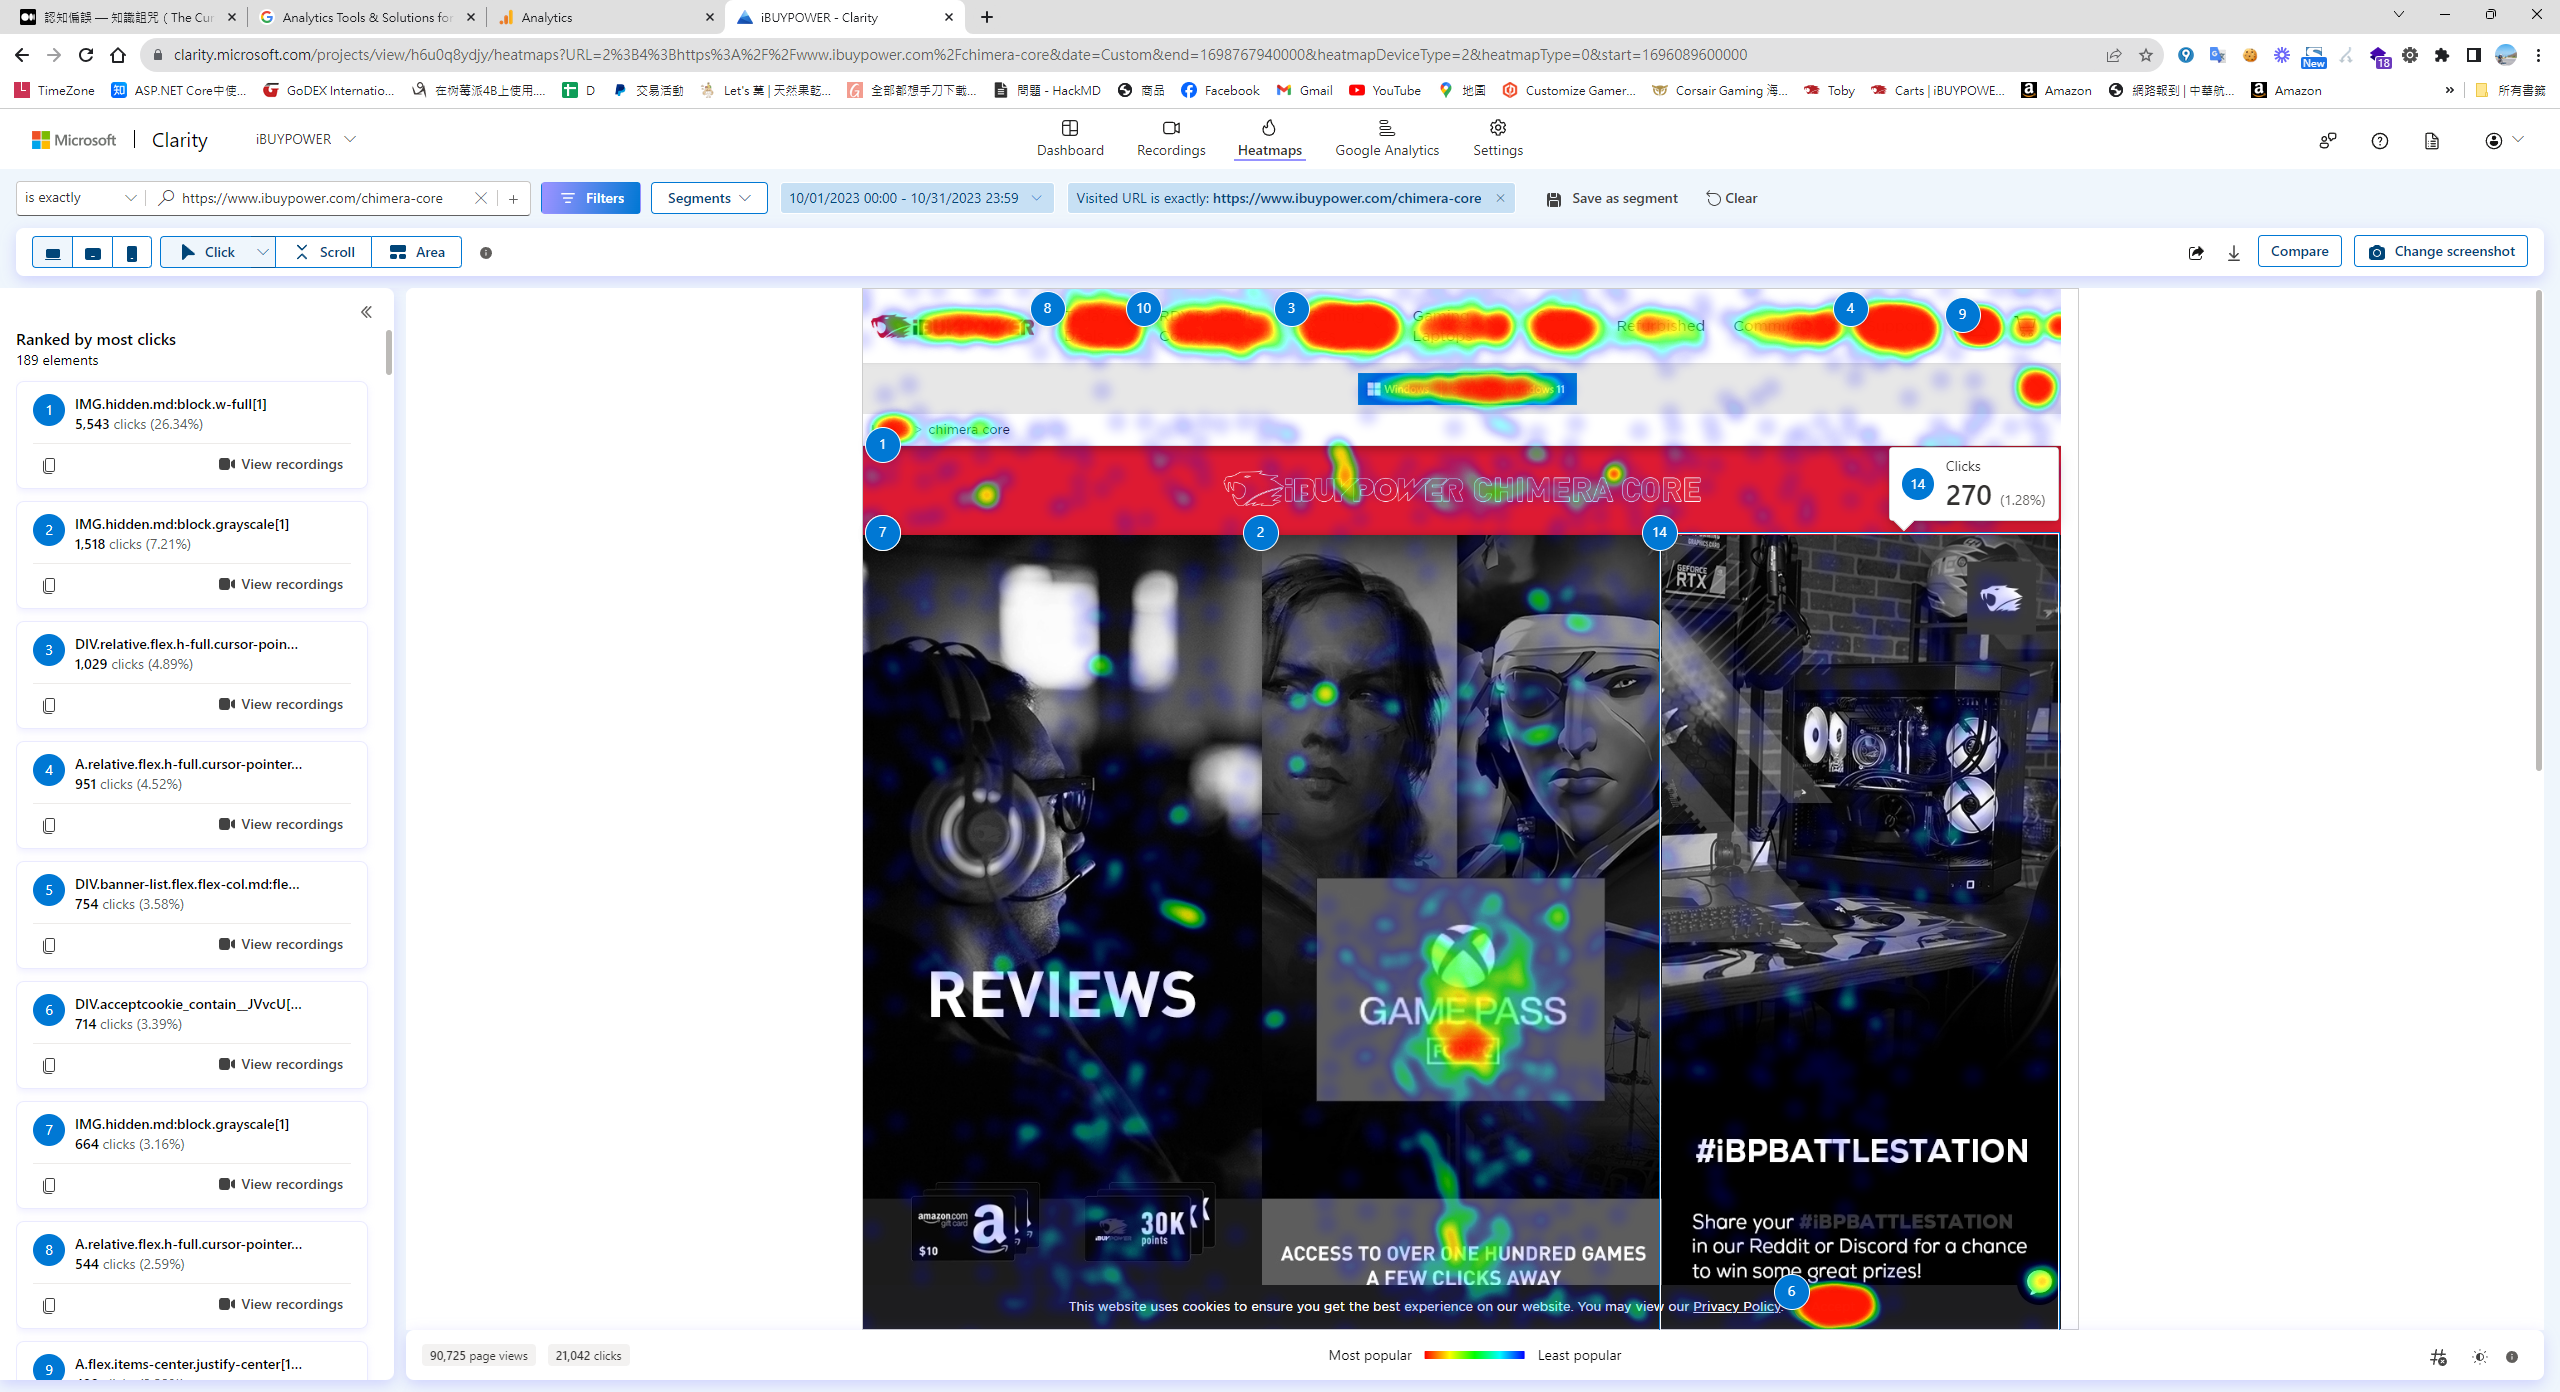 認知偏誤 — 知識詛咒 ( The Cur
Analytics Tools & Solutions for
Analytics
iBUYPOWER - Clarity
clarity.microsoft.com/projects/view/h6u0q8ydjy/heatmaps?URL=2%3B4%3Bhttps%3A%2F%2Fwww.ibuypower.com%2Fchimera-core&date=Custom&end=1698767940000&heatmapDeviceType=2&heatmapType=0&start=1696089600000
New
18
TimeZone
ASP.NET Core中使...
GoDEX Internatio...
在树莓派4B上使用....
D
交易活動
Let's 菓 | 天然果乾...
全部都想手刀下載...
問題 - HackMD
商品
Facebook
Gmail
YouTube
地圖
Customize Gamer...
Corsair Gaming 海...
Toby
Carts | iBUYPOWE...
Amazon
網路報到 | 中華航...
Amazon
»
所有書籤
Microsoft
Clarity
iBUYPOWER
Dashboard
Recordings
Heatmaps
Google Analytics
Settings
is exactly
https://www.ibuypower.com/chimera-core
Filters
Segments
10/01/2023 00:00 - 10/31/2023 23:59
Visited URL is exactly: https://www.ibuypower.com/chimera-core
Save as segment
Clear
Click
Scroll
Area
Compare
Change screenshot
Ranked by most clicks
189 elements
1
IMG.hidden.md:block.w-full[1]
5,543 clicks (26.34%)
View recordings
2
IMG.hidden.md:block.grayscale[1]
1,518 clicks (7.21%)
View recordings
3
DIV.relative.flex.h-full.cursor-poin...
1,029 clicks (4.89%)
View recordings
4
A.relative.flex.h-full.cursor-pointer...
951 clicks (4.52%)
View recordings
5
DIV.banner-list.flex.flex-col.md:fle...
754 clicks (3.58%)
View recordings
6
DIV.acceptcookie_contain__JVvcU[...
714 clicks (3.39%)
View recordings
7
IMG.hidden.md:block.grayscale[1]
664 clicks (3.16%)
View recordings
8
A.relative.flex.h-full.cursor-pointer...
544 clicks (2.59%)
View recordings
9
A.flex.items-center.justify-center[1...
iBUYPOWER
8
10
3
Gaming
Laptops
Refurbished
4
9
11
> chimera core
1
iBUYPOWER CHIMERA CORE
14
Clicks
270 (1.28%)
7
2
14
GEFORCE
RTX
REVIEWS
GAME PASS
#iBPBATTLESTATION
amazon.com
gift card
$10
30K
points
ACCESS TO OVER ONE HUNDRED GAMES
A FEW CLICKS AWAY
Share your #iBPBATTLESTATION
in our Reddit or Discord for a chance
to win some great prizes!
6
This website uses cookies to ensure you get the best experience on our website. You may view our Privacy Policy.
90,725 page views
21,042 clicks
Most popular
Least popular